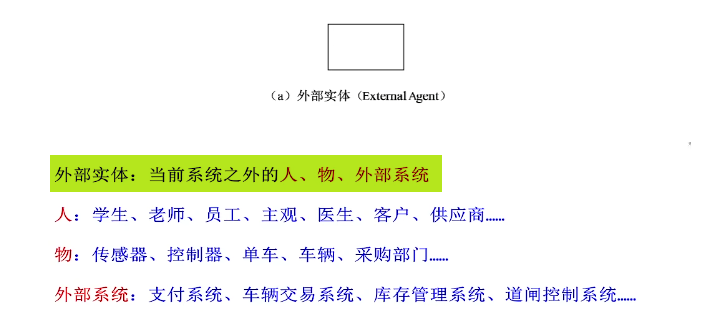 （a）外部实体（External Agent）
外部实体：当前系统之外的人、物、外部系统
人：学生、老师、员工、主观、医生、客户、供应商......
物：传感器、控制器、单车、车辆、采购部门......
外部系统：支付系统、车辆交易系统、库存管理系统、道闸控制系统......